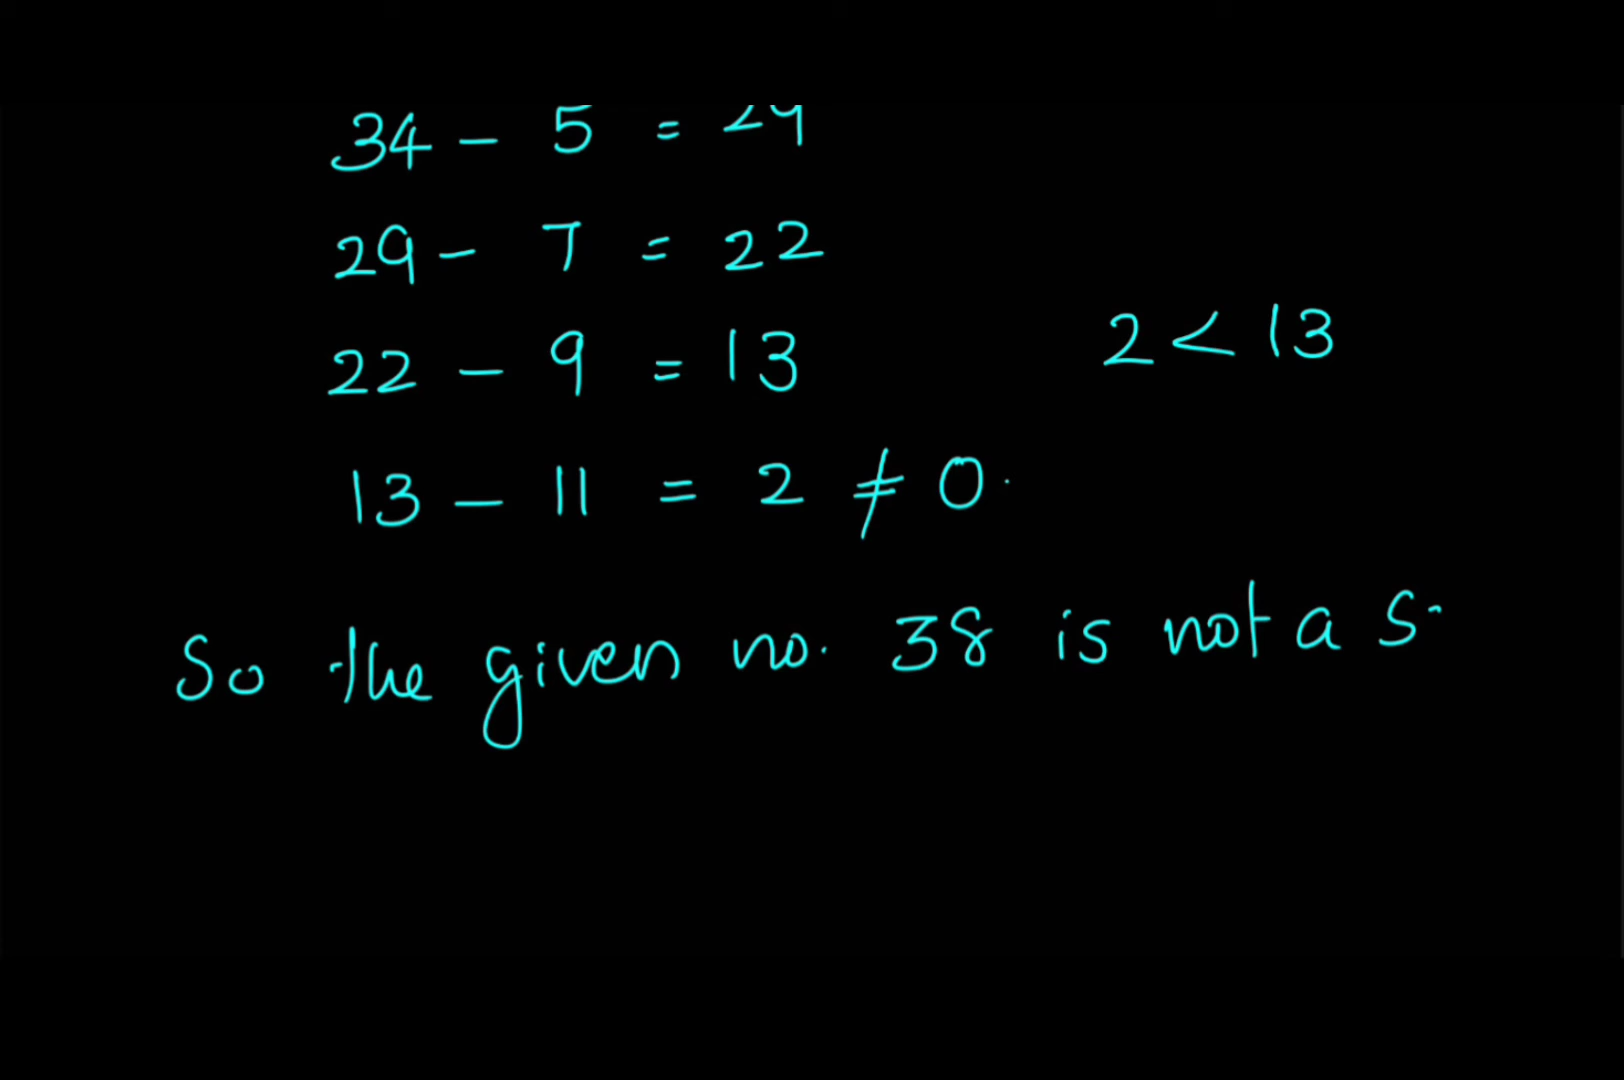 34 - 5 = 29
29 - 7 = 22
22 - 9 = 13
2 < 13
13 - 11 = 2 ≠ 0.
So the given no. 38 is not a S.